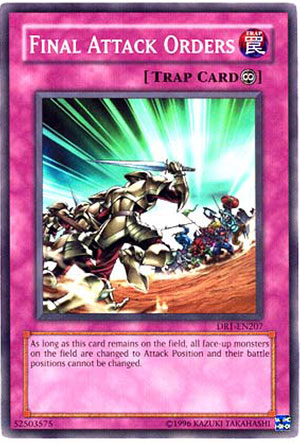 FINAL ATTACK ORDERS
TRAP
罠
[TRAP CARD]
DR1-EN207
As long as this card remains on the field, all face-up monsters
on the field are changed to Attack Position and their battle
positions cannot be changed.
52503575
©1996 KAZUKI TAKAHASHI